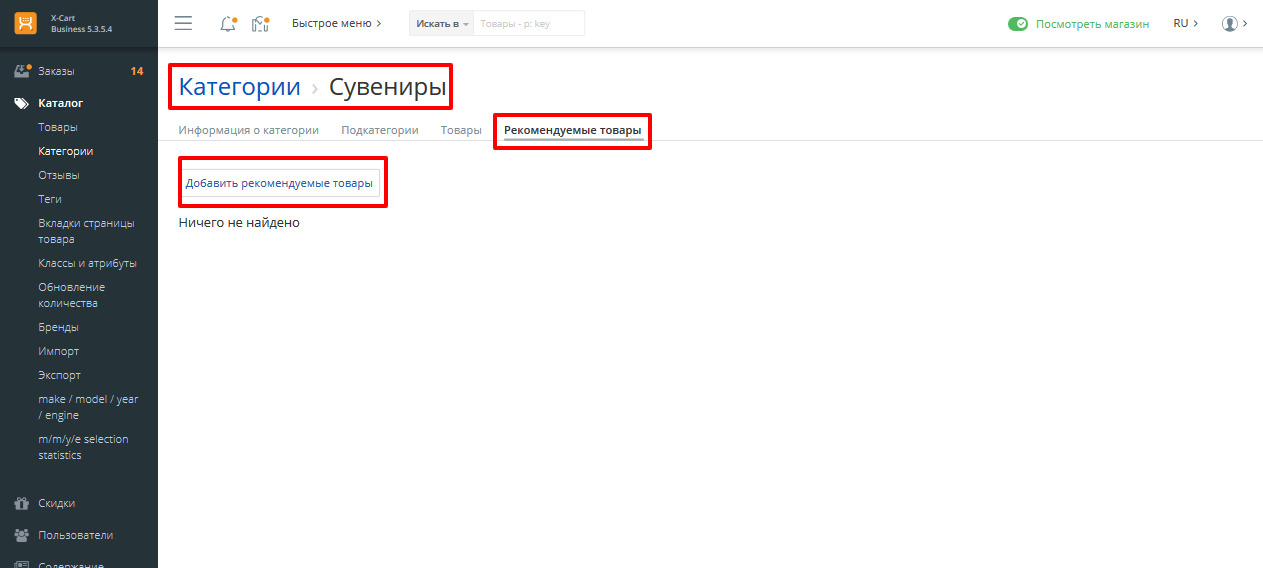 X-Cart
Business 5.3.5.4
Быстрое меню
Искать в
Товары - p: key
Посмотреть магазин
RU
Заказы 14
Каталог
Товары
Категории
Отзывы
Теги
Вкладки страницы
товара
Классы и атрибуты
Обновление
количества
Бренды
Импорт
Экспорт
make / model / year
/ engine
m/m/y/e selection
statistics
Скидки
Пользователи
Содержание
Категории › Сувениры
Информация о категории
Подкатегории
Товары
Рекомендуемые товары
Добавить рекомендуемые товары
Ничего не найдено